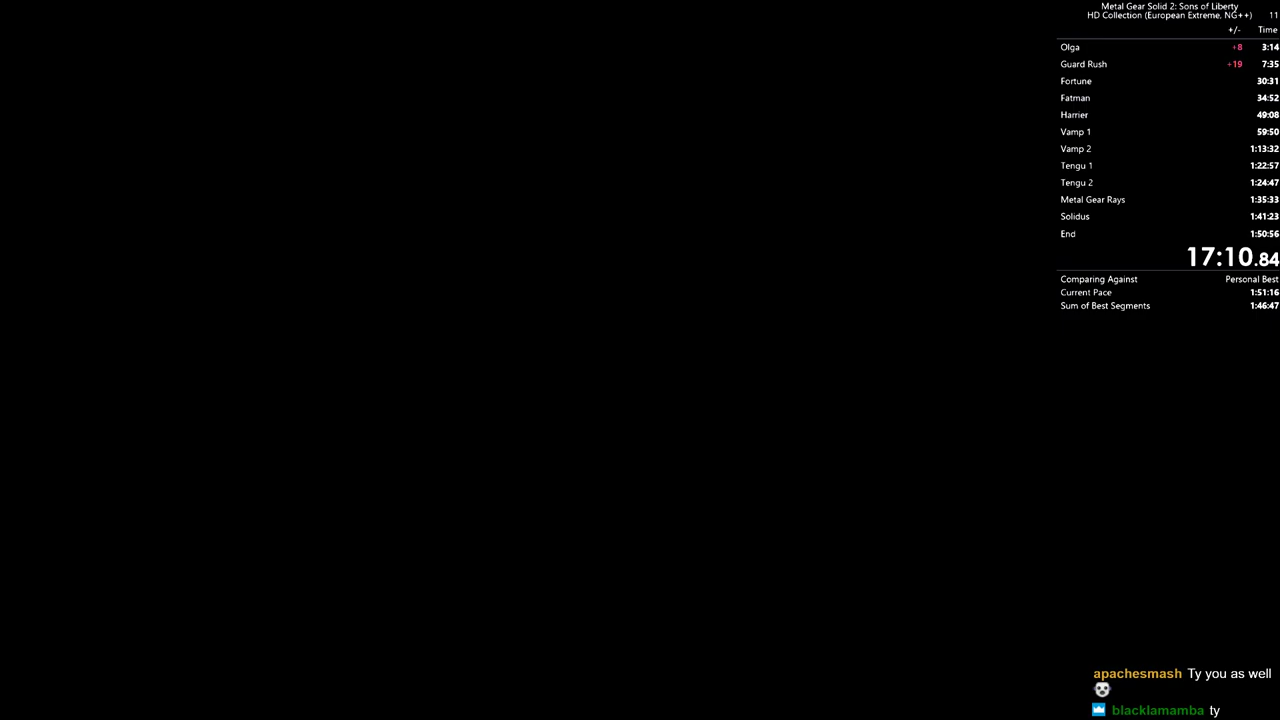 Metal Gear Solid 2: Sons of Liberty
HD Collection (European Extreme, NG++) 11
+/- Time
Olga +8 3:14
Guard Rush +19 7:35
Fortune 30:31
Fatman 34:52
Harrier 49:08
Vamp 1 59:50
Vamp 2 1:13:32
Tengu 1 1:22:57
Tengu 2 1:24:47
Metal Gear Rays 1:35:33
Solidus 1:41:23
End 1:50:56
17:10.84
Comparing Against Personal Best
Current Pace 1:51:16
Sum of Best Segments 1:46:47
apachesmash Ty you as well
blacklamamba ty